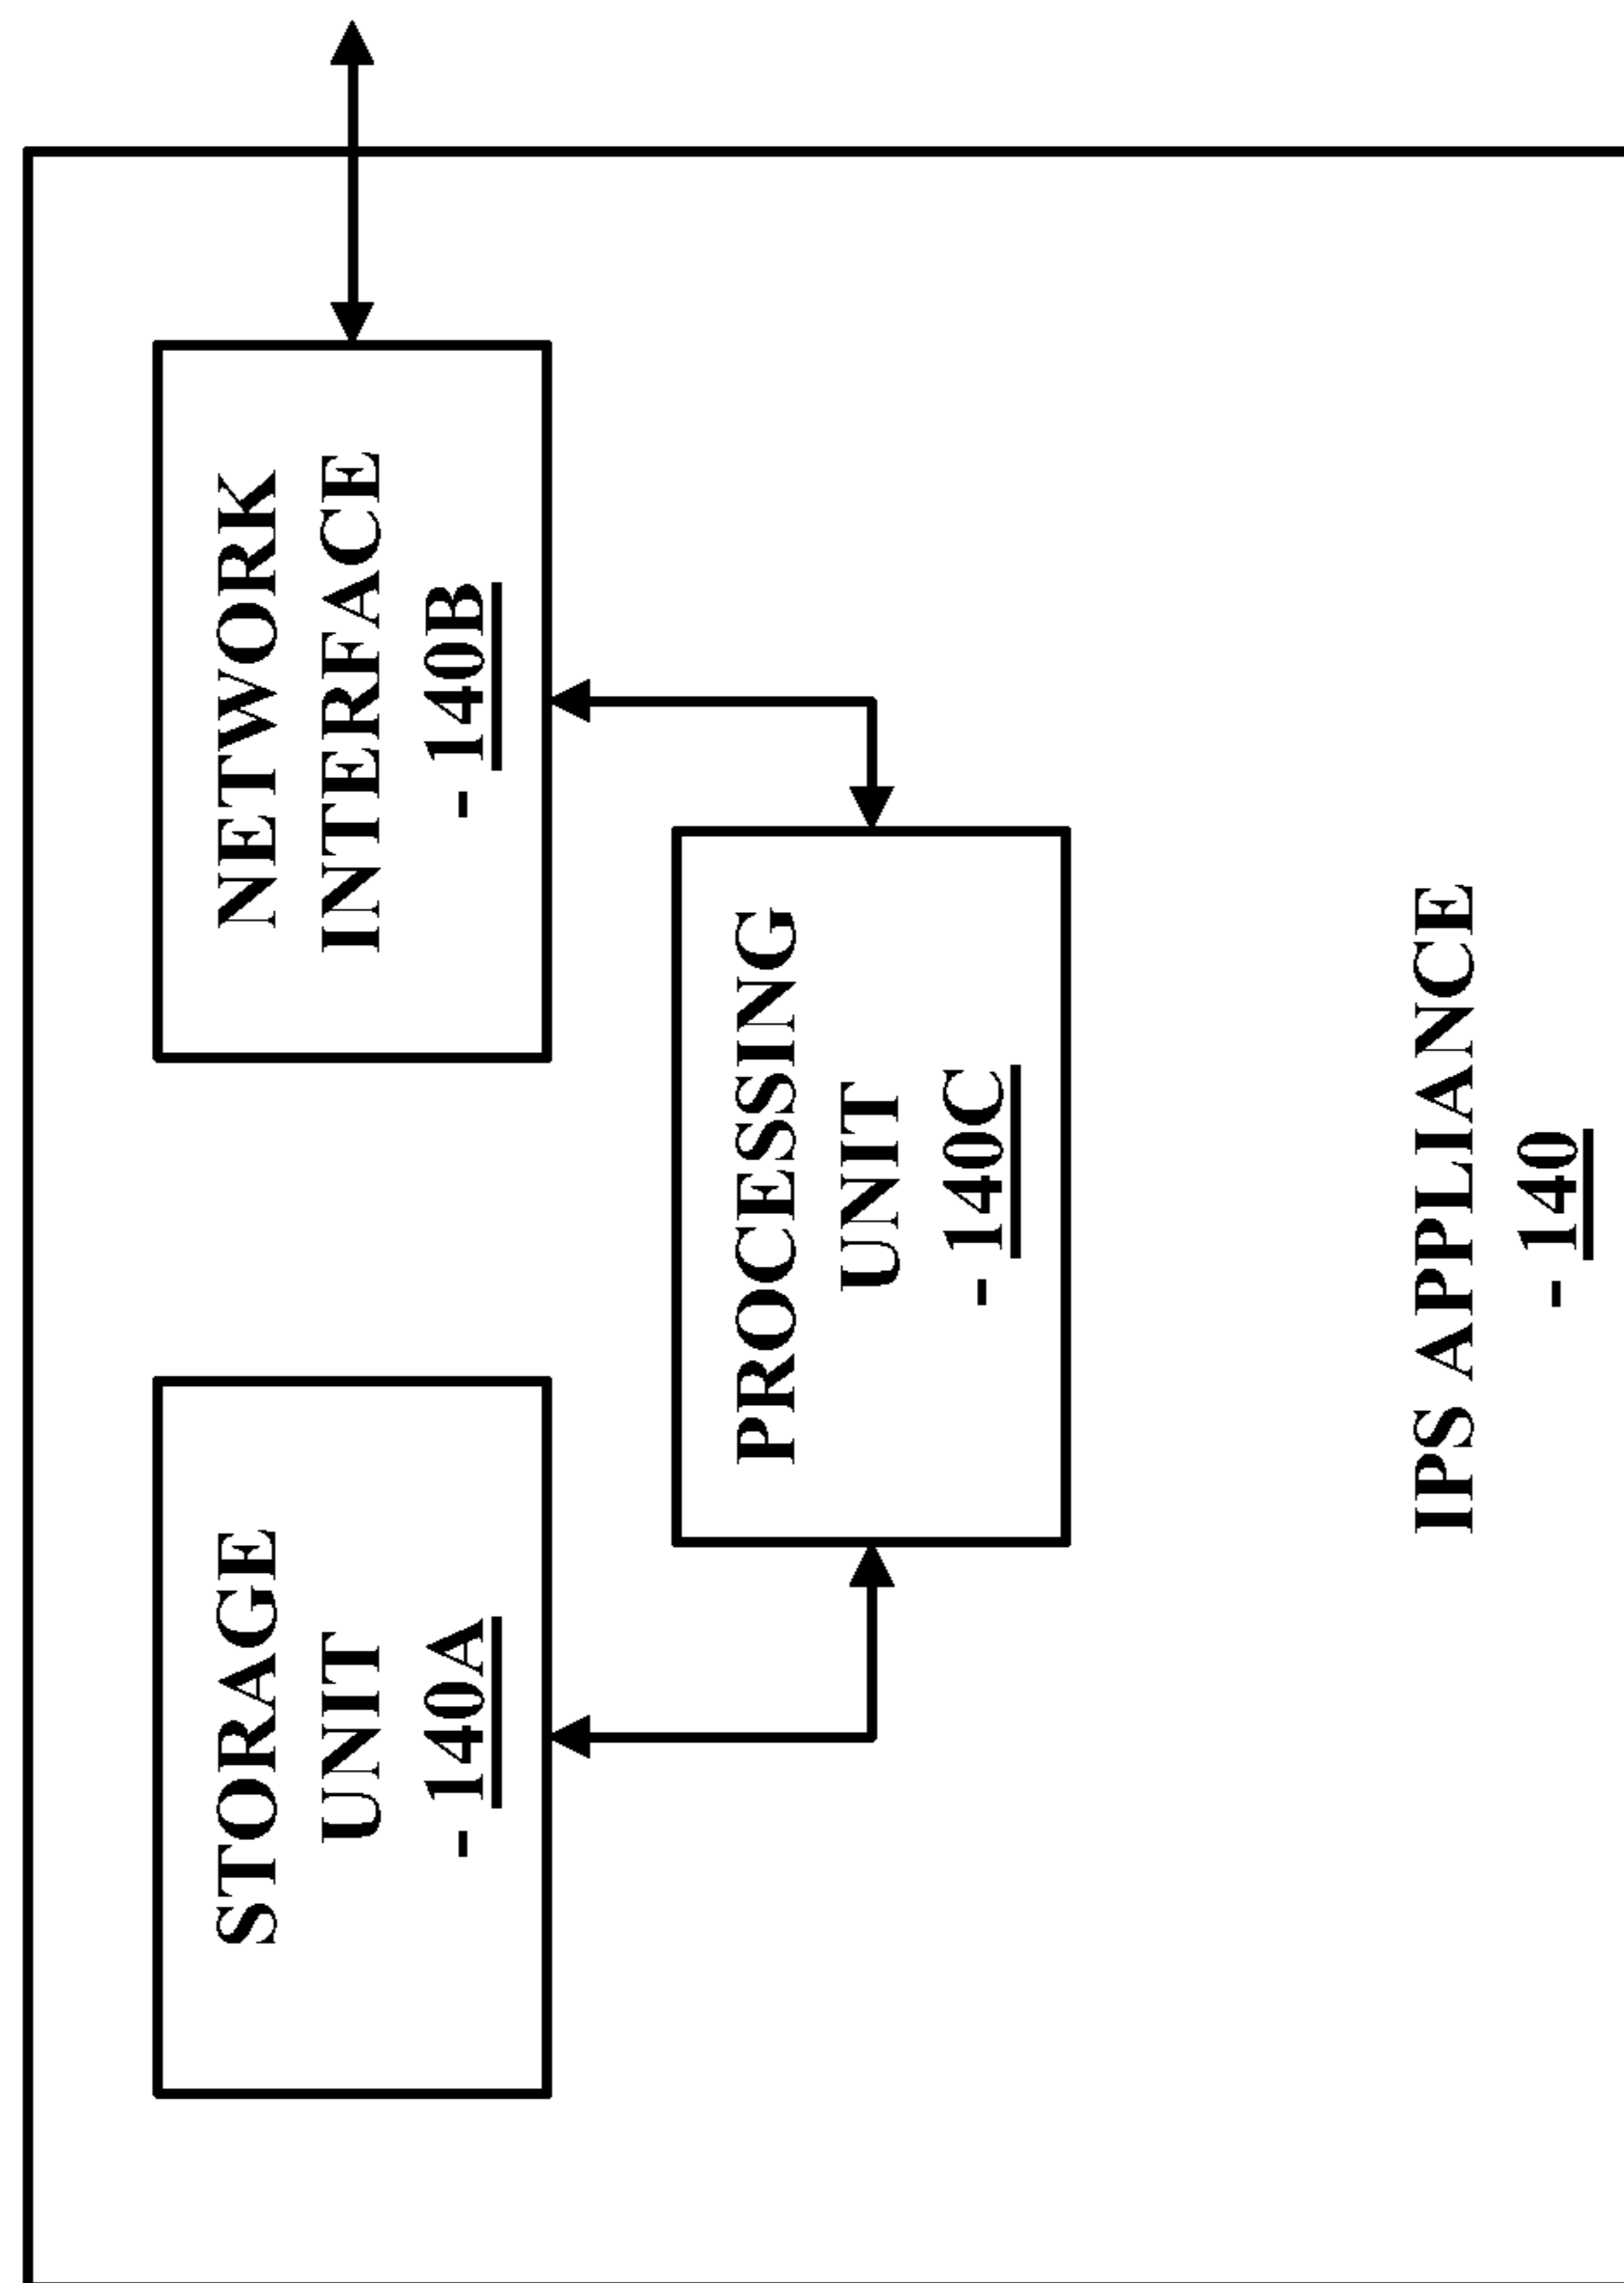 STORAGE
UNIT
- 140A
NETWORK
INTERFACE
- 140B
PROCESSING
UNIT
- 140C
IPS APPLIANCE
- 140